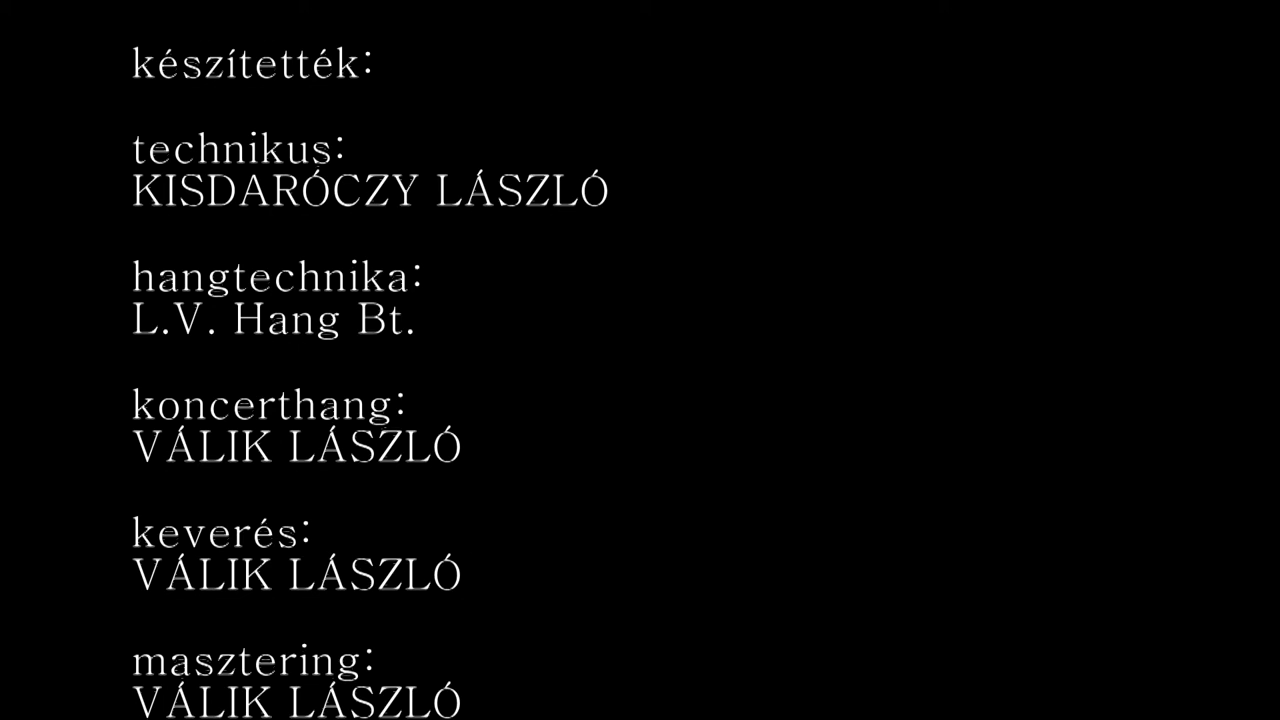 készítették:
technikus:
KISDARÓCZY LÁSZLÓ
hangtechnika:
L.V. Hang Bt.
koncerthang:
VÁLIK LÁSZLÓ
keverés:
VÁLIK LÁSZLÓ
masztering:
VÁLIK LÁSZLÓ